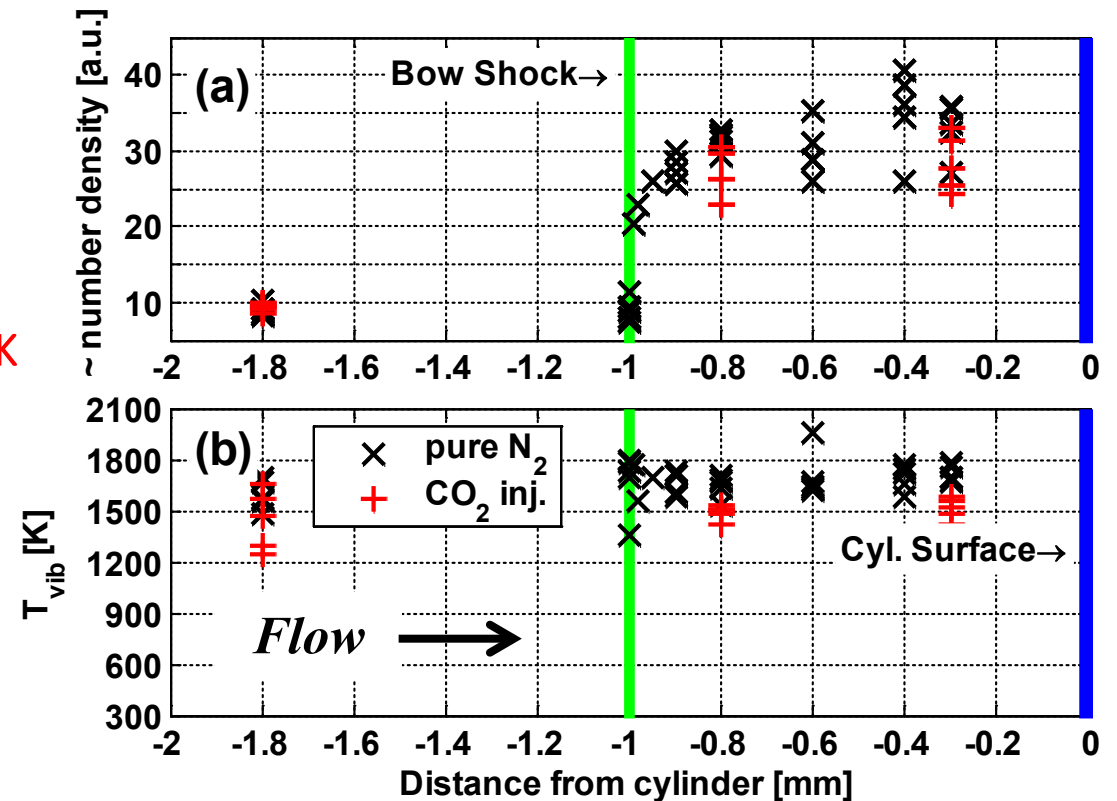 ~ number density [a.u.]
40
30
20
10
(a)
Bow Shock→
K
-2 -1.8 -1.6 -1.4 -1.2 -1 -0.8 -0.6 -0.4 -0.2 0
T_vib [K]
2100
1800
1500
1200
900
600
300
(b)
pure N₂
CO₂ inj.
Cyl. Surface→
Flow
-2 -1.8 -1.6 -1.4 -1.2 -1 -0.8 -0.6 -0.4 -0.2 0
Distance from cylinder [mm]